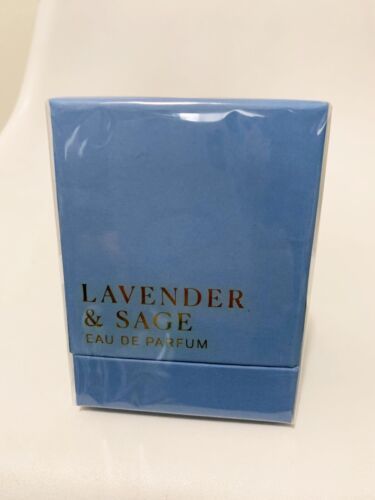 LAVENDER
& SAGE
EAU DE PARFUM